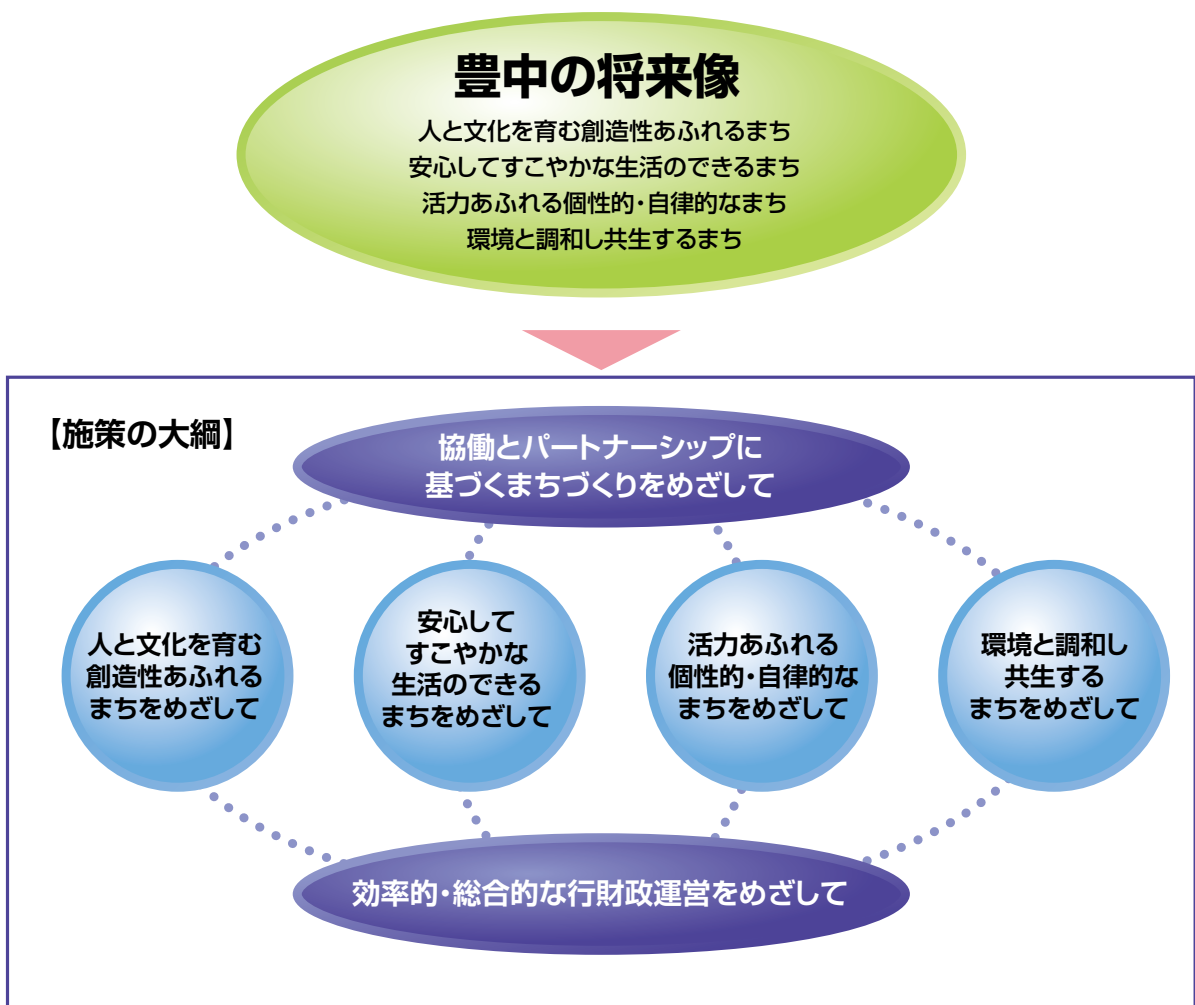 豊中の将来像
人と文化を育む創造性あふれるまち
安心してすこやかな生活のできるまち
活力あふれる個性的・自律的なまち
環境と調和し共生するまち
【施策の大綱】
協働とパートナーシップに
基づくまちづくりをめざして
人と文化を育む
創造性あふれる
まちをめざして
安心して
すこやかな
生活のできる
まちをめざして
活力あふれる
個性的・自律的な
まちをめざして
環境と調和し
共生する
まちをめざして
効率的・総合的な行財政運営をめざして